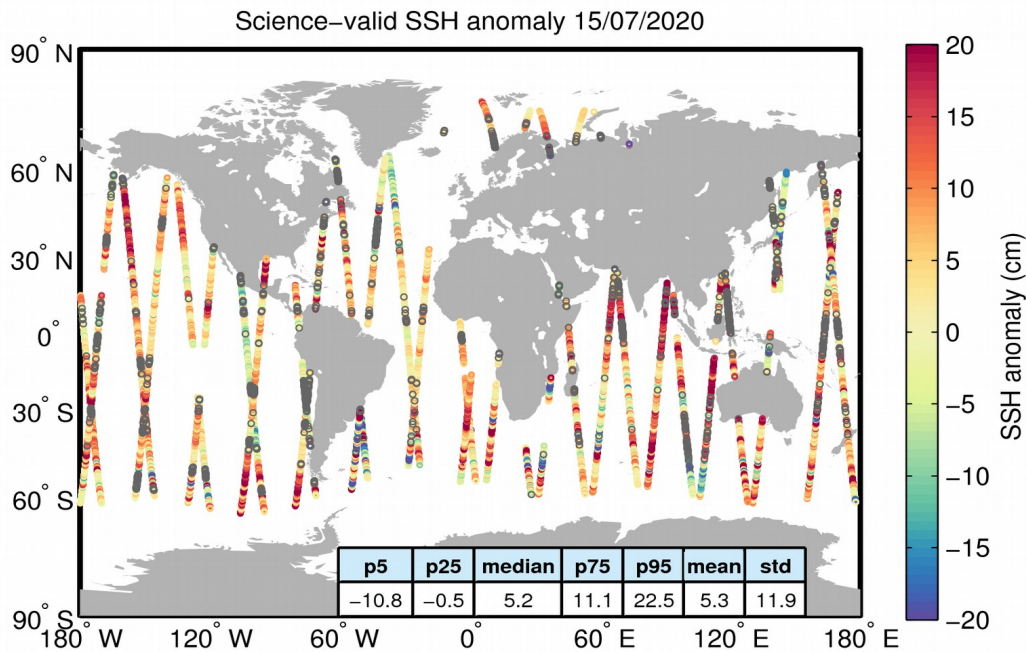 Science−valid SSH anomaly 15/07/2020
90° N
60° N
30° N
0°
30° S
60° S
90° S
180° W
120° W
60° W
0°
60° E
120° E
180° E
p5 p25 median p75 p95 mean std
−10.8 −0.5 5.2 11.1 22.5 5.3 11.9
20
15
10
5
0
−5
−10
−15
−20
SSH anomaly (cm)